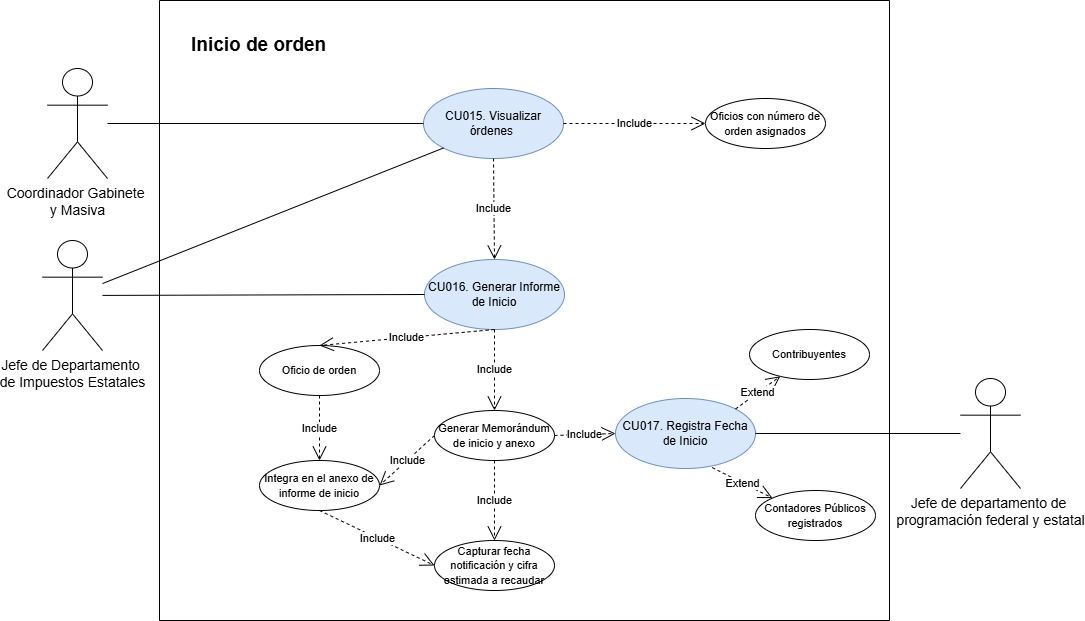 Inicio de orden
CU015. Visualizar
órdenes
Include
Oficios con número de
orden asignados
Coordinador Gabinete
y Masiva
Include
CU016. Generar Informe
de Inicio
Jefe de Departamento
de Impuestos Estatales
Include
Oficio de orden
Include
Contribuyentes
Extend
Include
Generar Memorándum
de inicio y anexo
Include
CU017. Registra Fecha
de Inicio
Jefe de departamento de
programación federal y estatal
Include
Integra en el anexo de
informe de inicio
Include
Extend
Contadores Públicos
registrados
Include
Capturar fecha
notificación y cifra
estimada a recaudar